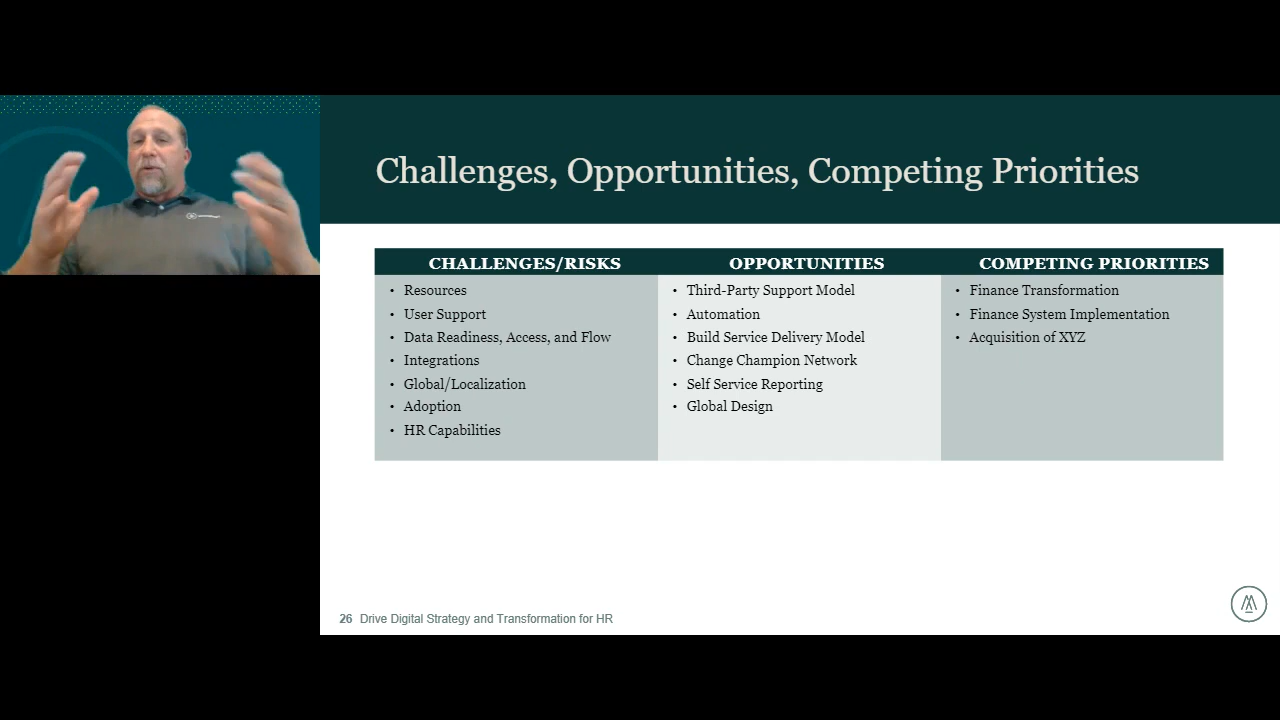 Challenges, Opportunities, Competing Priorities
CHALLENGES/RISKS
• Resources
• User Support
• Data Readiness, Access, and Flow
• Integrations
• Global/Localization
• Adoption
• HR Capabilities
OPPORTUNITIES
• Third-Party Support Model
• Automation
• Build Service Delivery Model
• Change Champion Network
• Self Service Reporting
• Global Design
COMPETING PRIORITIES
• Finance Transformation
• Finance System Implementation
• Acquisition of XYZ
26 Drive Digital Strategy and Transformation for HR